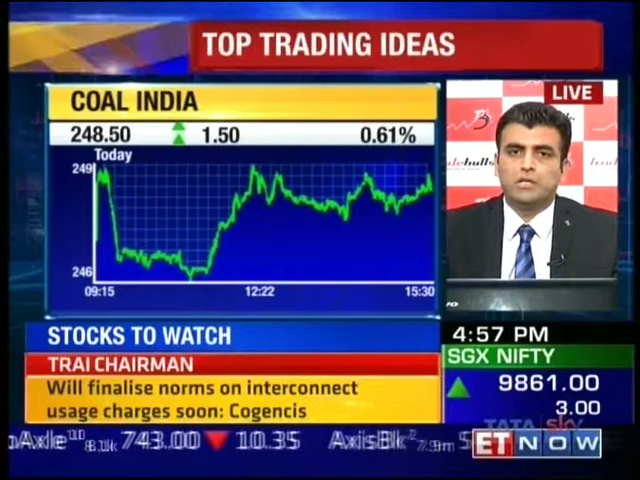 TOP TRADING IDEAS
LIVE
COAL INDIA
248.50 1.50 0.61%
Today
249
246
09:15 12:22 15:30
STOCKS TO WATCH
TRAI CHAIRMAN
Will finalise norms on interconnect
usage charges soon: Cogencis
4:57 PM
SGX NIFTY
9861.00
3.00
TATA sky
743.00 10.35 AxisBk
ET NOW